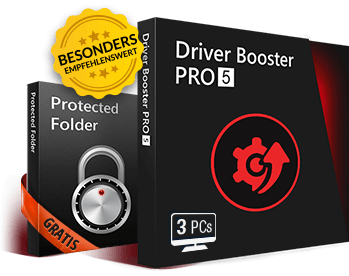 BESONDERS
EMPFEHLENSWERT
Protected
Folder
Protected Folder
GRATIS
Driver Booster
PRO 5
Driver Booster PRO 5
3 PCs